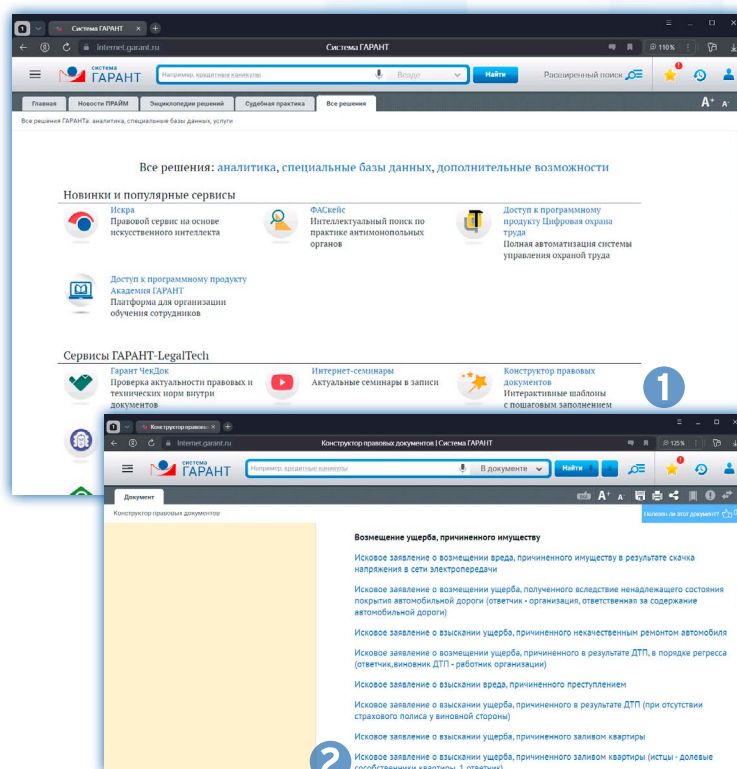 1
Система ГАРАНТ
internet.garant.ru
Система ГАРАНТ
110%
система
ГАРАНТ
Например, кредитные каникулы
Везде
Найти
Расширенный поиск
Главная
Новости ПРАЙМ
Энциклопедии решений
Судебная практика
Все решения
A+ A-
Все решения ГАРАНТа: аналитика, специальные базы данных, услуги
Все решения: аналитика, специальные базы данных, дополнительные возможности
Новинки и популярные сервисы
Искра
Правовой сервис на основе
искусственного интеллекта
ФАСкейс
Интеллектуальный поиск по
практике антимонопольных
органов
Доступ к программному
продукту Цифровая охрана
труда
Полная автоматизация системы
управления охраной труда
Доступ к программному продукту
Академия ГАРАНТ
Платформа для организации
обучения сотрудников
Сервисы ГАРАНТ-LegalTech
Гарант ЧекДок
Проверка актуальности правовых и
технических норм внутри
документов
Интернет-семинары
Актуальные семинары в записи
Конструктор правовых
документов
Интерактивные шаблоны
с пошаговым заполнением
1
2
Конструктор правовы
internet.garant.ru
Конструктор правовых документов | Система ГАРАНТ
125%
система
ГАРАНТ
Например, кредитные каникулы
В документе
Найти
Документ
A+ A-
Конструктор правовых документов
Полезен ли этот документ?
Возмещение ущерба, причиненного имуществу
Исковое заявление о возмещении вреда, причиненного имуществу в результате скачка
напряжения в сети электропередачи
Исковое заявление о возмещении ущерба, полученного вследствие ненадлежащего состояния
покрытия автомобильной дороги (ответчик - организация, ответственная за содержание
автомобильной дороги)
Исковое заявление о взыскании ущерба, причиненного некачественным ремонтом автомобиля
Исковое заявление о возмещении ущерба, причиненного в результате ДТП, в порядке регресса
(ответчик,виновник ДТП - работник организации)
Исковое заявление о взыскании вреда, причиненного преступлением
Исковое заявление о взыскании ущерба, причиненного в результате ДТП (при отсутствии
страхового полиса у виновной стороны)
Исковое заявление о взыскании ущерба, причиненного заливом квартиры
Исковое заявление о взыскании ущерба, причиненного заливом квартиры (истцы - долевые
сособственники квартиры, 1 ответчик)
2